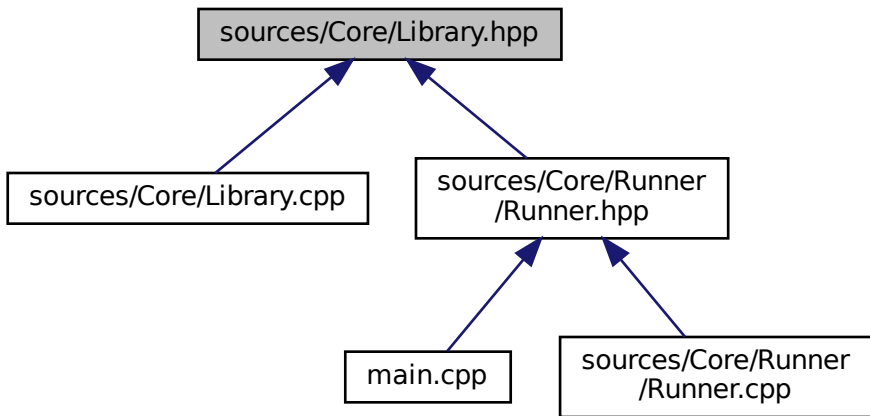 sources/Core/Library.hpp
sources/Core/Library.cpp
sources/Core/Runner
/Runner.hpp
main.cpp
sources/Core/Runner
/Runner.cpp